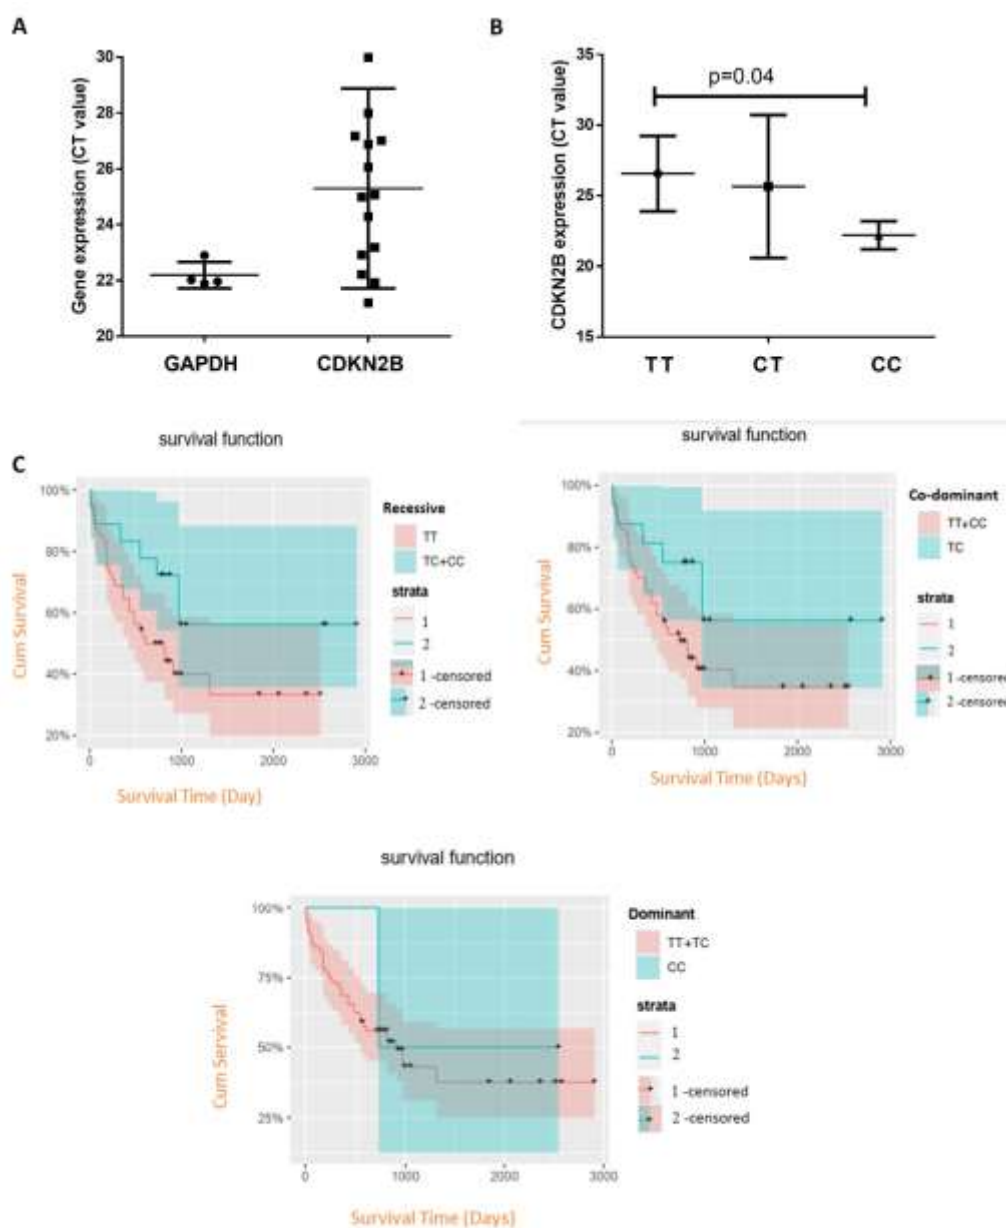 A
Gene expression (CT value)
30
28
26
24
22
20
GAPDH
CDKN2B
B
CDKN2B expression (CT value)
35
30
25
20
15
p=0.04
TT
CT
CC
C
survival function
Cum Survival
100%
80%
60%
40%
20%
0
1000
2000
3000
Survival Time (Day)
Recessive
TT
TC+CC
strata
1
2
1 -censored
2 -censored
survival function
Cum Survival
100%
80%
60%
40%
20%
0
1000
2000
3000
Survival Time (Days)
Co-dominant
TT+CC
TC
strata
1
2
1 -censored
2 -censored
survival function
Cum Servival
100%
75%
50%
25%
0
1000
2000
3000
Survival Time (Days)
Dominant
TT+TC
CC
strata
1
2
1 -censored
2 -censored